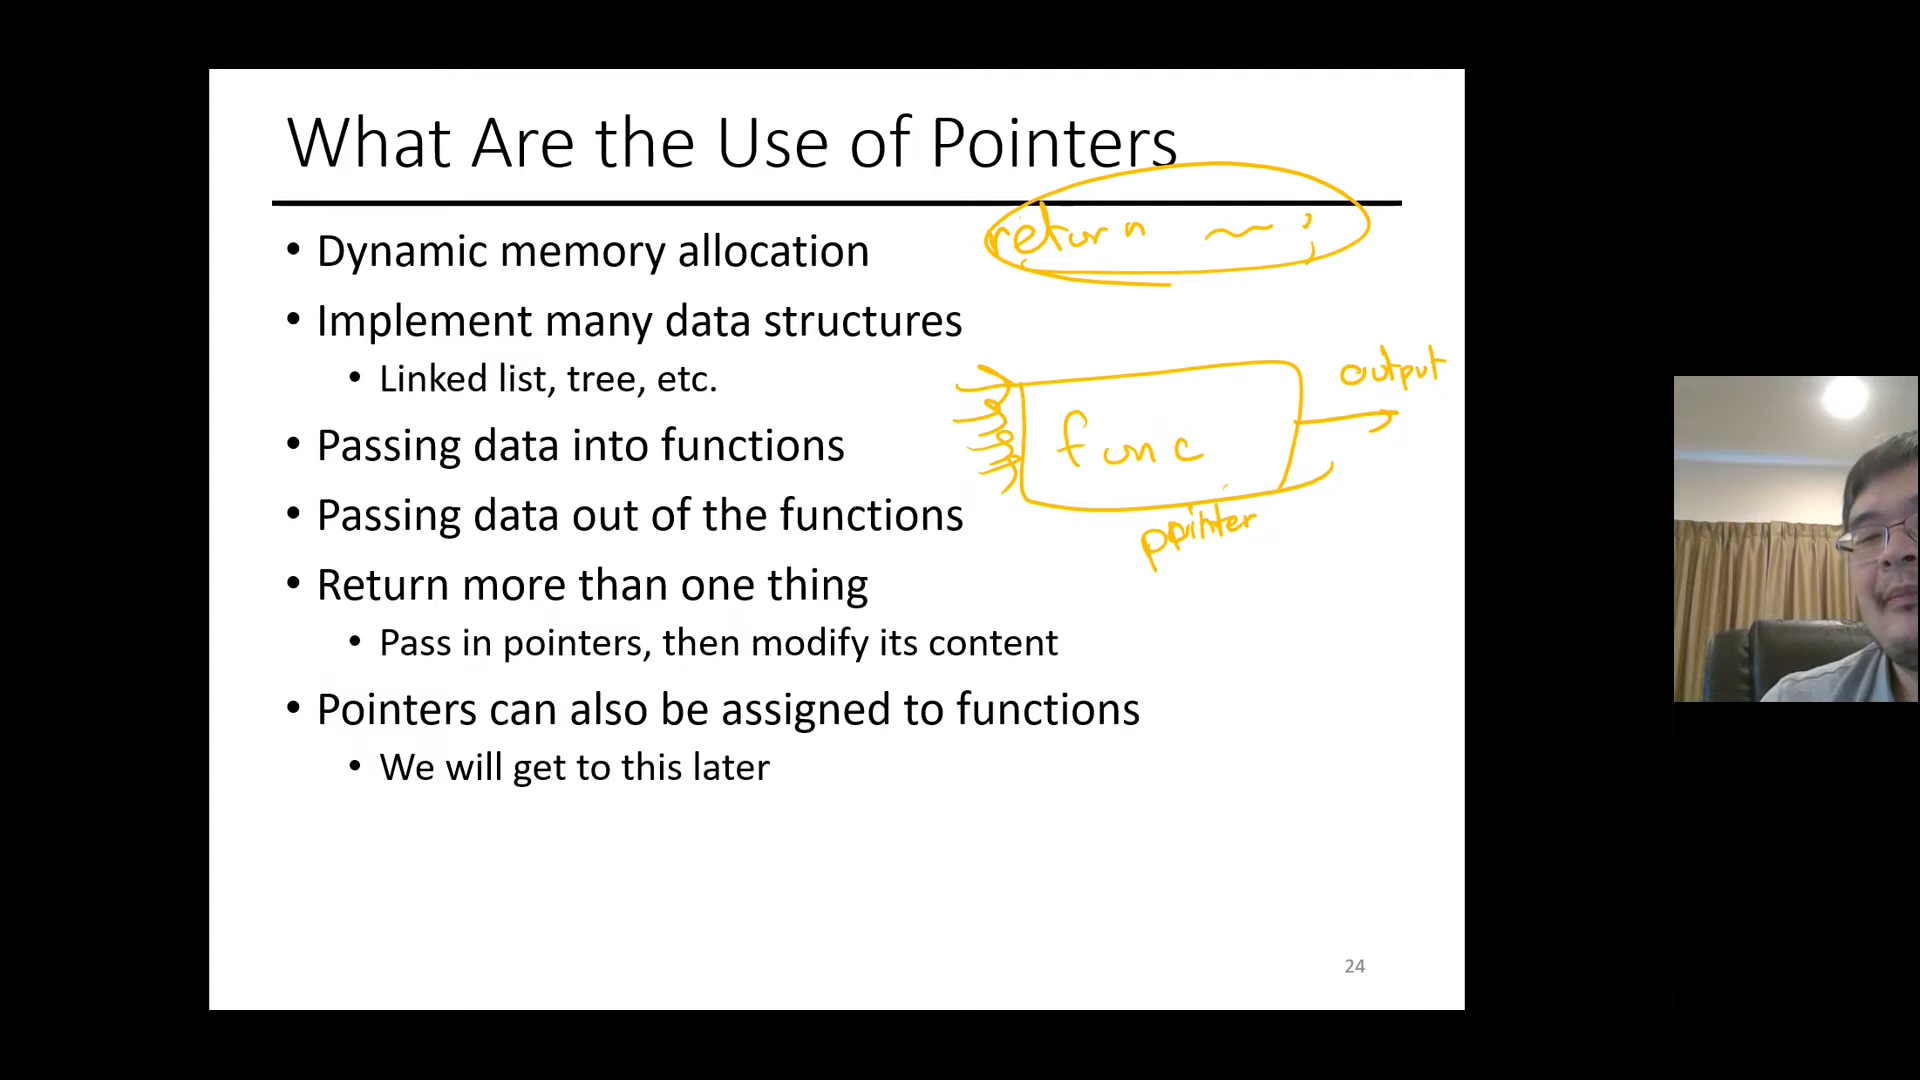 What Are the Use of Pointers
return ~ ;
• Dynamic memory allocation
• Implement many data structures
• Linked list, tree, etc.
output
• Passing data into functions
func
• Passing data out of the functions
pointer
• Return more than one thing
• Pass in pointers, then modify its content
• Pointers can also be assigned to functions
• We will get to this later
24